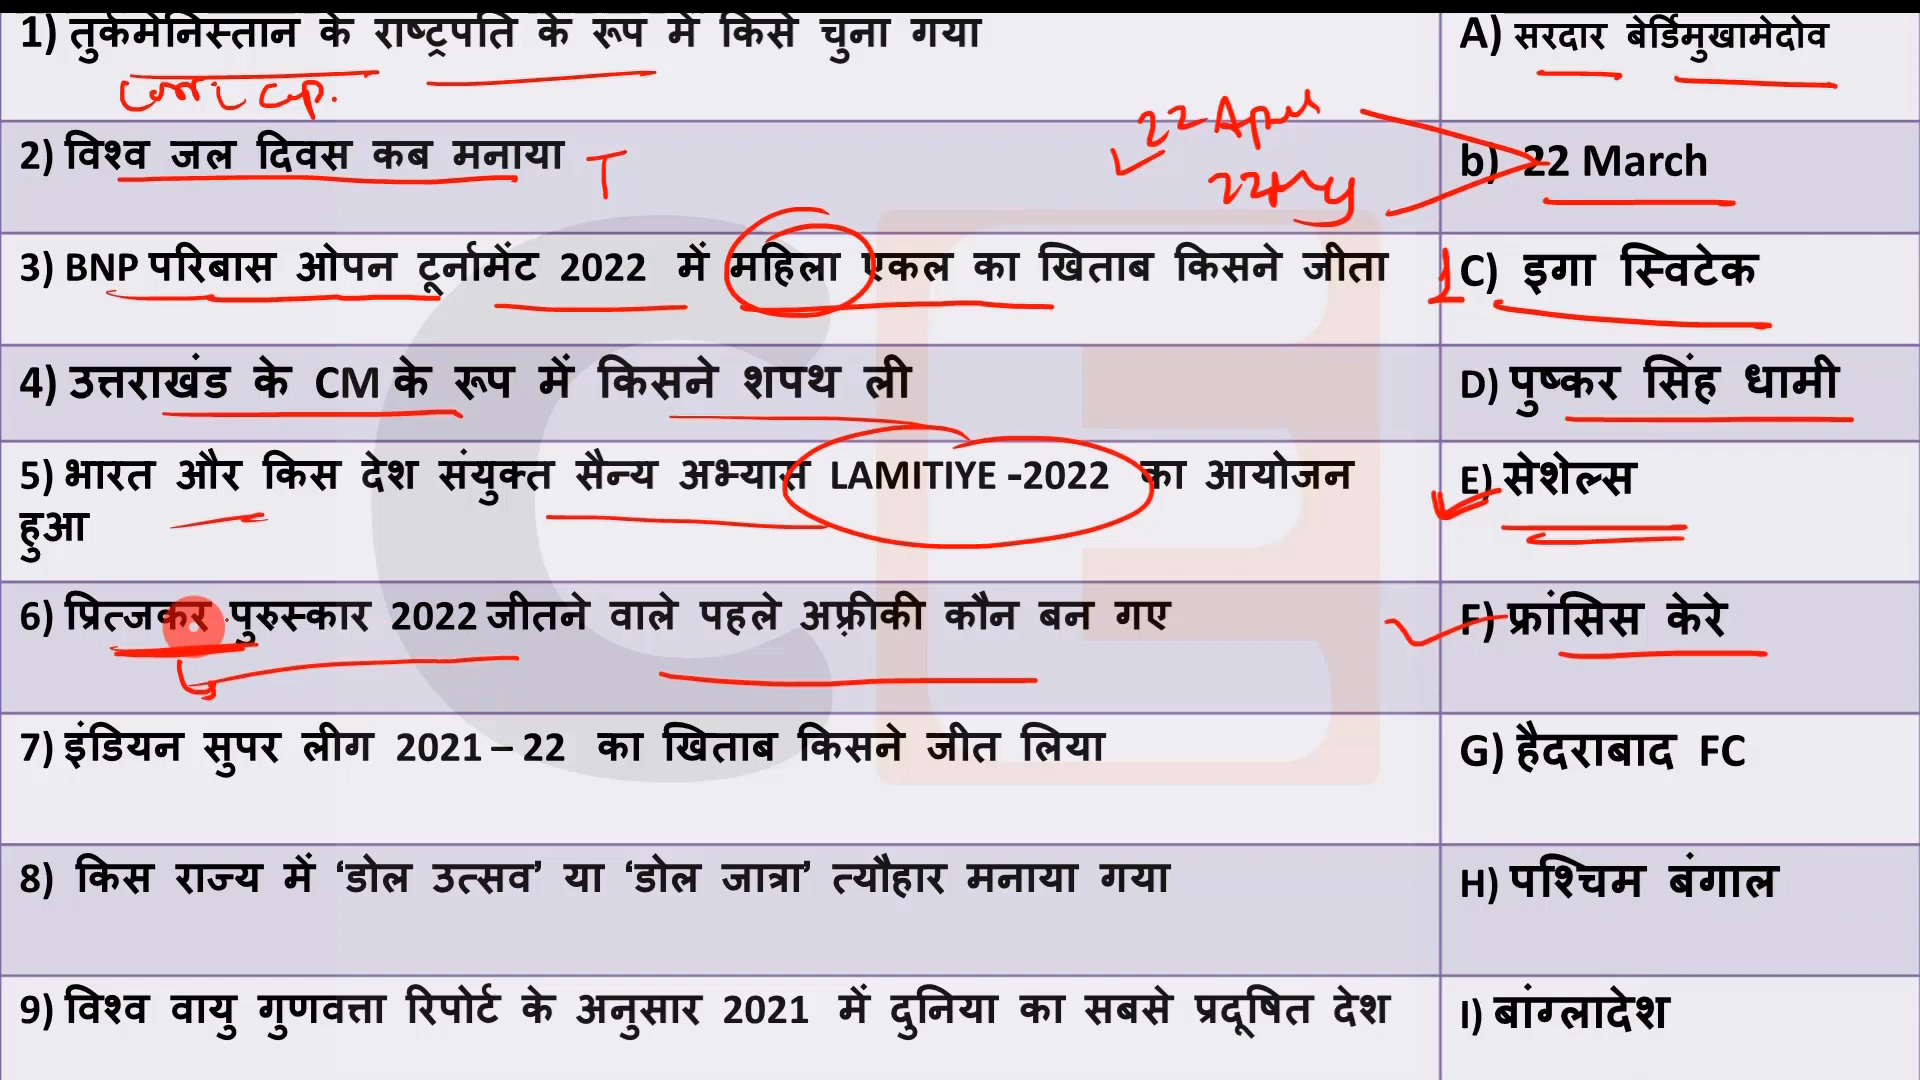 1) तुर्कमेनिस्तान के राष्ट्रपति के रूप में किसे चुना गया
A) सरदार बेर्डिमुखामेदोव
2) विश्व जल दिवस कब मनाया
22 April
22 May
b) 22 March
3) BNP परिबास ओपन टूर्नामेंट 2022 में महिला एकल का खिताब किसने जीता
C) इगा स्विटेक
4) उत्तराखंड के CM के रूप में किसने शपथ ली
D) पुष्कर सिंह धामी
5) भारत और किस देश संयुक्त सैन्य अभ्यास LAMITIYE -2022 का आयोजन
हुआ
E) सेशेल्स
6) प्रित्जकर पुरुस्कार 2022 जीतने वाले पहले अफ़्रीकी कौन बन गए
F) फ्रांसिस केरे
7) इंडियन सुपर लीग 2021 – 22 का खिताब किसने जीत लिया
G) हैदराबाद FC
8) किस राज्य में ‘डोल उत्सव’ या ‘डोल जात्रा’ त्यौहार मनाया गया
H) पश्चिम बंगाल
9) विश्व वायु गुणवत्ता रिपोर्ट के अनुसार 2021 में दुनिया का सबसे प्रदूषित देश
I) बांग्लादेश